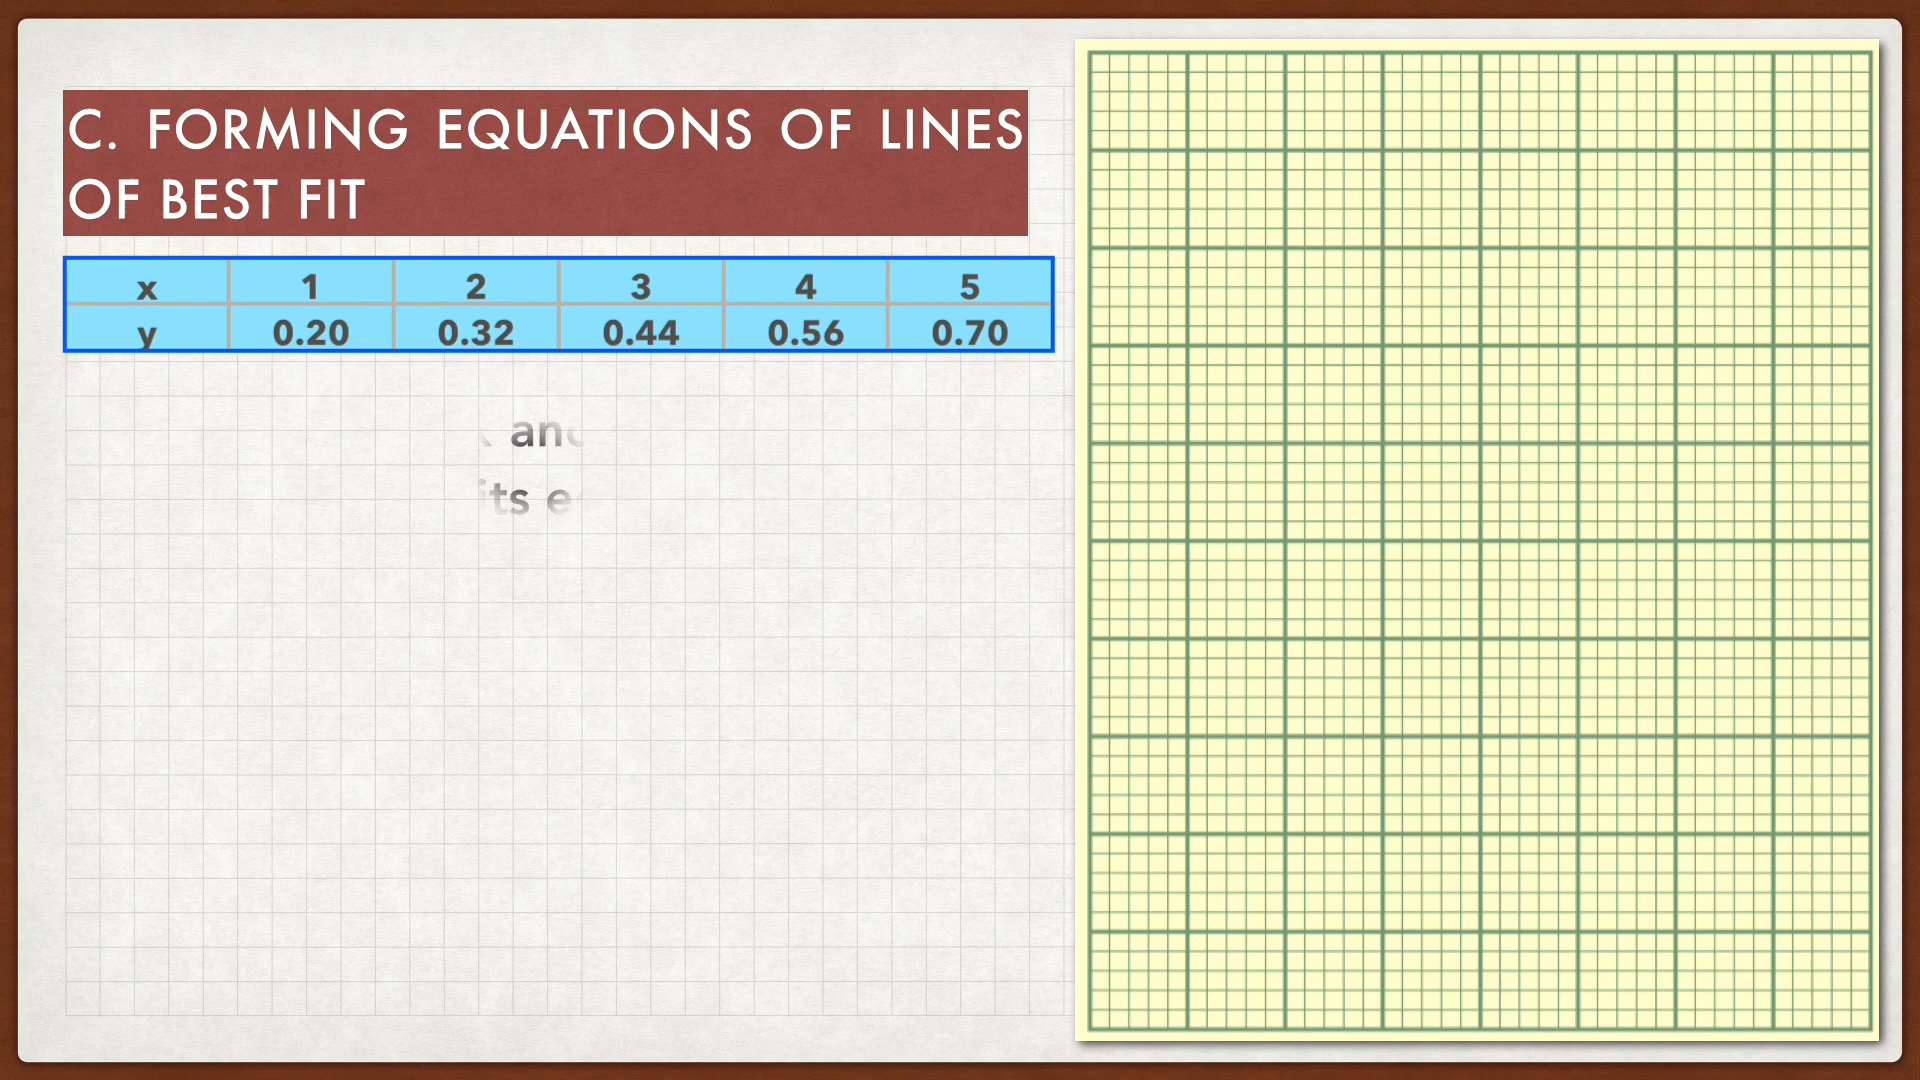 C. FORMING EQUATIONS OF LINES
OF BEST FIT
x 1 2 3 4 5
y 0.20 0.32 0.44 0.56 0.70
an
its e